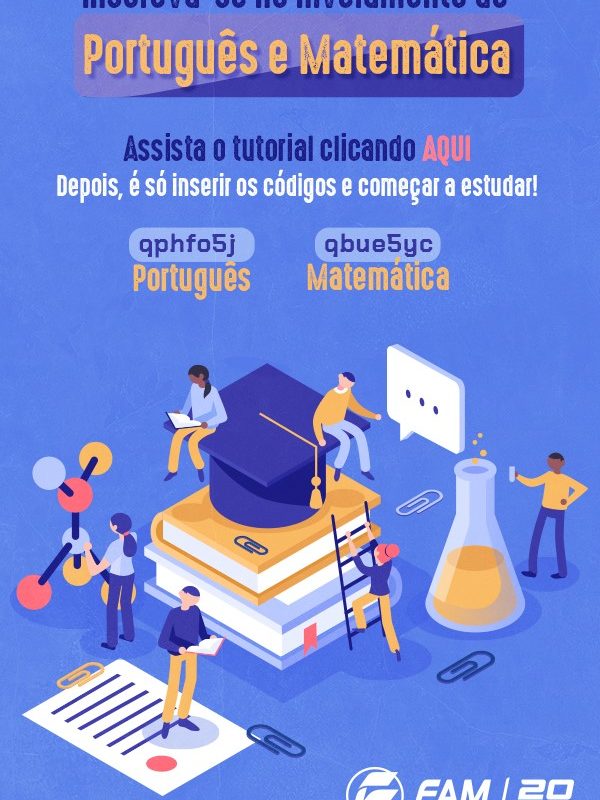 Inscreva-se no nivelamento de
Português e Matemática
Assista o tutorial clicando AQUI
Depois, é só inserir os códigos e começar a estudar!
qphfo5j qbue5yc
Português Matemática
FAM | 20